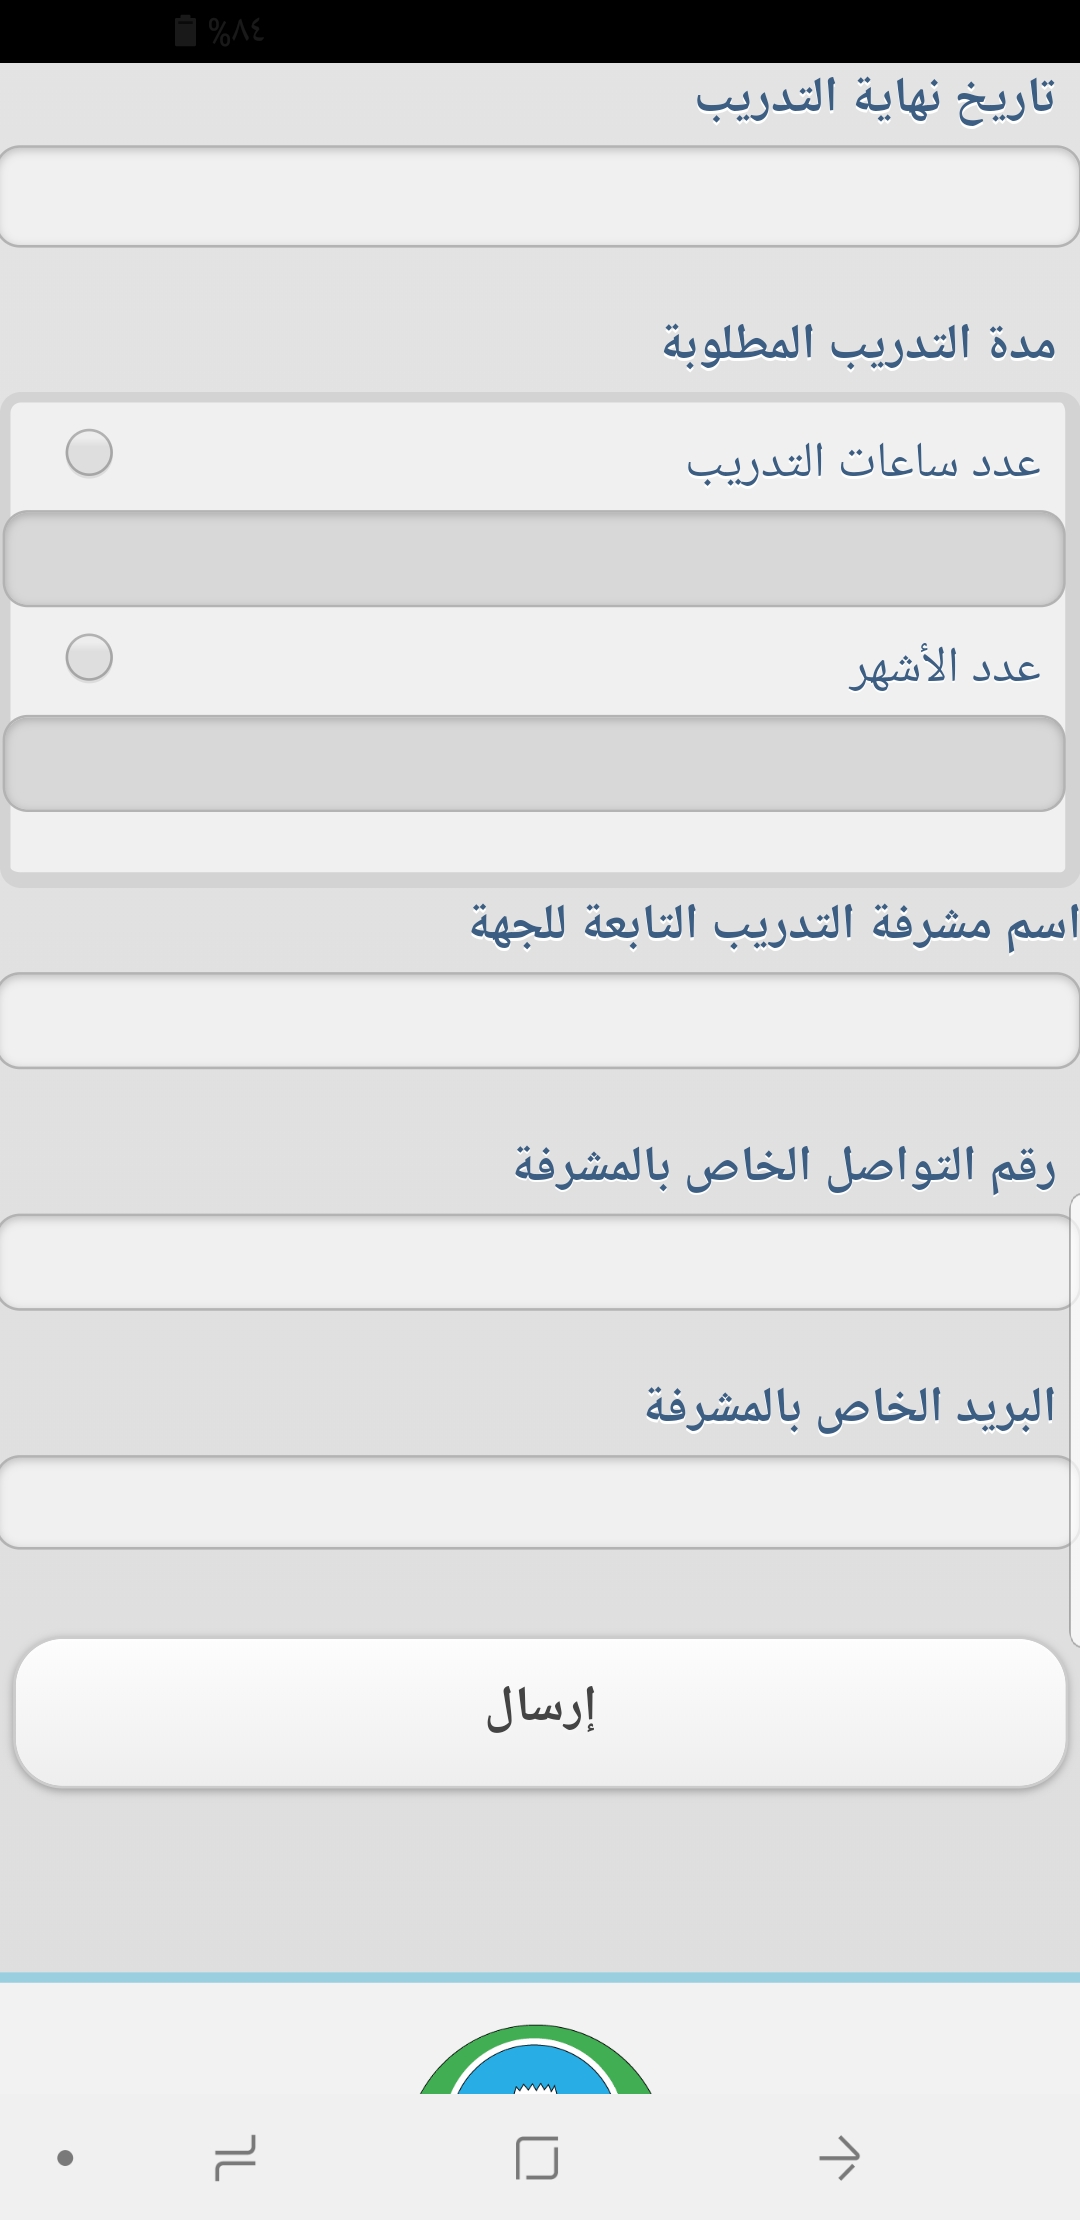 %٨٤
تاريخ نهاية التدريب
مدة التدريب المطلوبة
عدد ساعات التدريب
عدد الأشهر
اسم مشرفة التدريب التابعة للجهة
رقم التواصل الخاص بالمشرفة
البريد الخاص بالمشرفة
إرسال